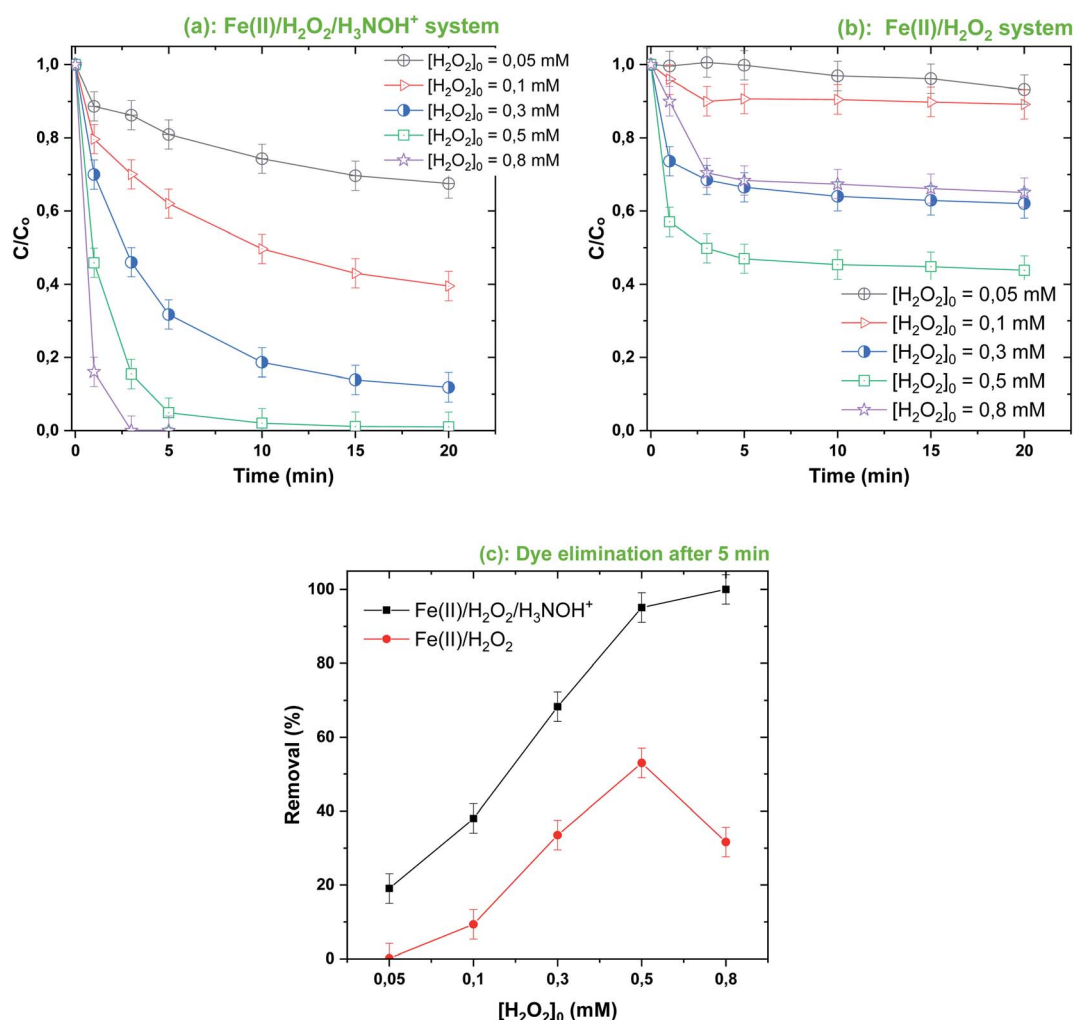 (a): Fe(II)/H₂O₂/H₃NOH⁺ system
1,0
0,8
0,6
0,4
0,2
0,0
C/Cₒ
[H₂O₂]₀ = 0,05 mM
[H₂O₂]₀ = 0,1 mM
[H₂O₂]₀ = 0,3 mM
[H₂O₂]₀ = 0,5 mM
[H₂O₂]₀ = 0,8 mM
0 5 10 15 20
Time (min)
(b): Fe(II)/H₂O₂ system
1,0
0,8
0,6
0,4
0,2
0,0
C/Cₒ
[H₂O₂]₀ = 0,05 mM
[H₂O₂]₀ = 0,1 mM
[H₂O₂]₀ = 0,3 mM
[H₂O₂]₀ = 0,5 mM
[H₂O₂]₀ = 0,8 mM
0 5 10 15 20
Time (min)
(c): Dye elimination after 5 min
100
80
60
40
20
0
Removal (%)
Fe(II)/H₂O₂/H₃NOH⁺
Fe(II)/H₂O₂
0,05 0,1 0,3 0,5 0,8
[H₂O₂]₀ (mM)